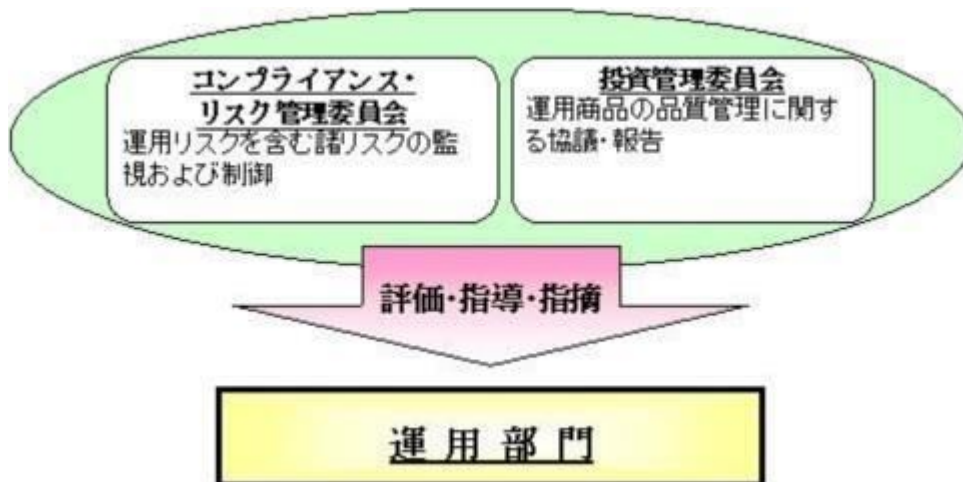 コンプライアンス・
リスク管理委員会
運用リスクを含む諸リスクの監
視および制御
投資管理委員会
運用商品の品質管理に関す
る協議・報告
評価・指導・指摘
運用部門